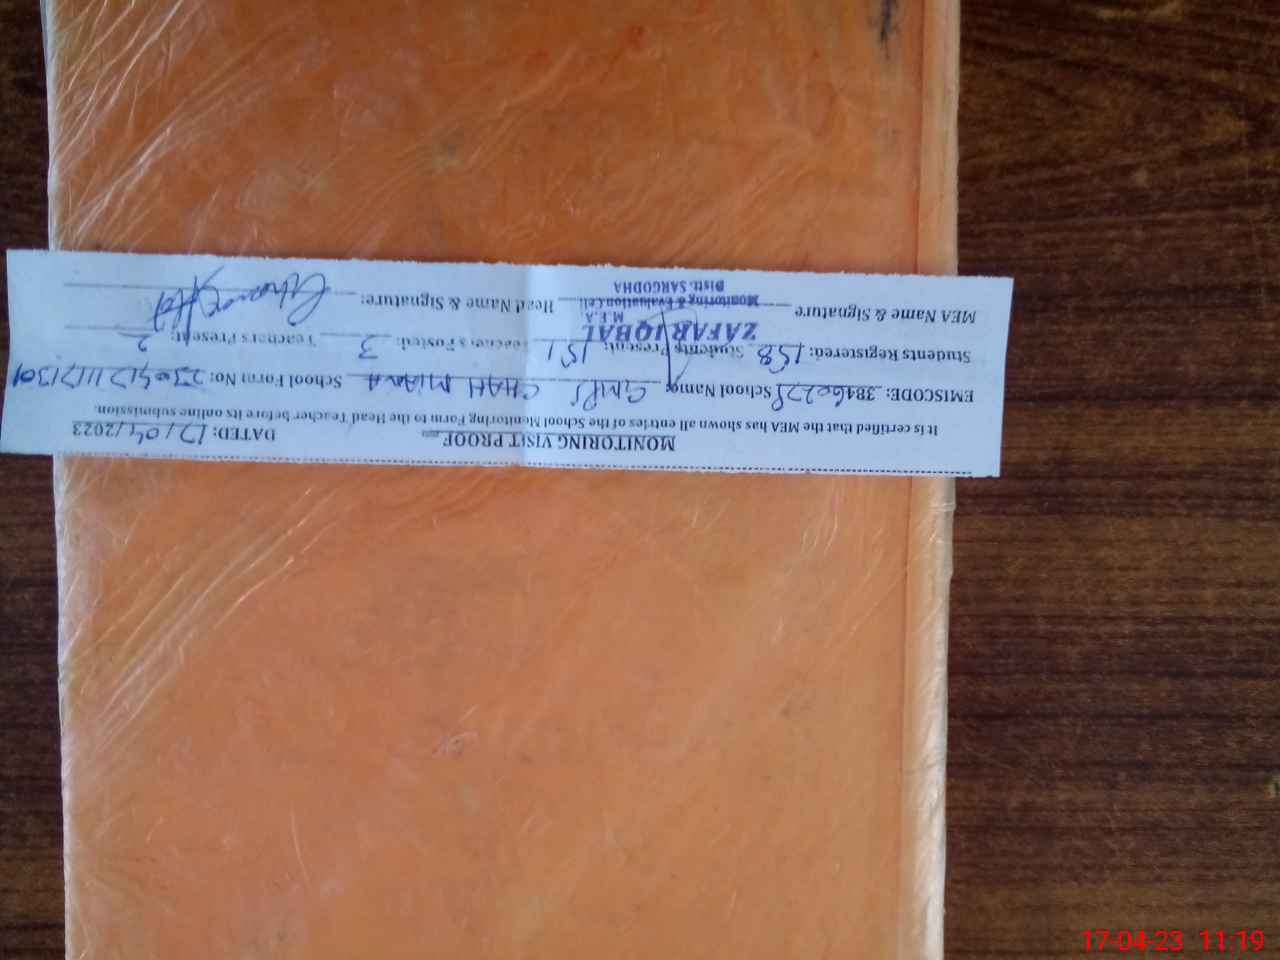 MONITORING VISIT PROOF
DATED: 17/04/2023
It is certified that the MEA has shown all the entries of the School Monitoring Form to the Head Teacher before its online submission.
EMISCODE: 38460228 School Name: GMPS CHAH MIANA School Form No:
Students Registered: 158 Students Present: 151 Teachers Posted: 3 Teachers Present: 2
ZAFAR IQBAL
M.E.A
MEA Name & Signature Head Name & Signature:
Monitoring & Evaluation Cell
Distt. SARGODHA
17-04-23 11:19